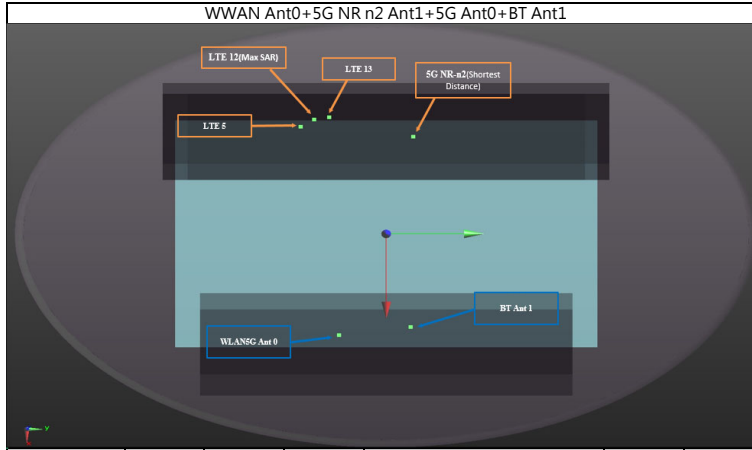 WWAN Ant0+5G NR n2 Ant1+5G Ant0+BT Ant1
LTE 12(Max SAR)
LTE 13
5G NR-n2(Shortest
Distance)
LTE 5
BT Ant 1
WLAN5G Ant 0
Y